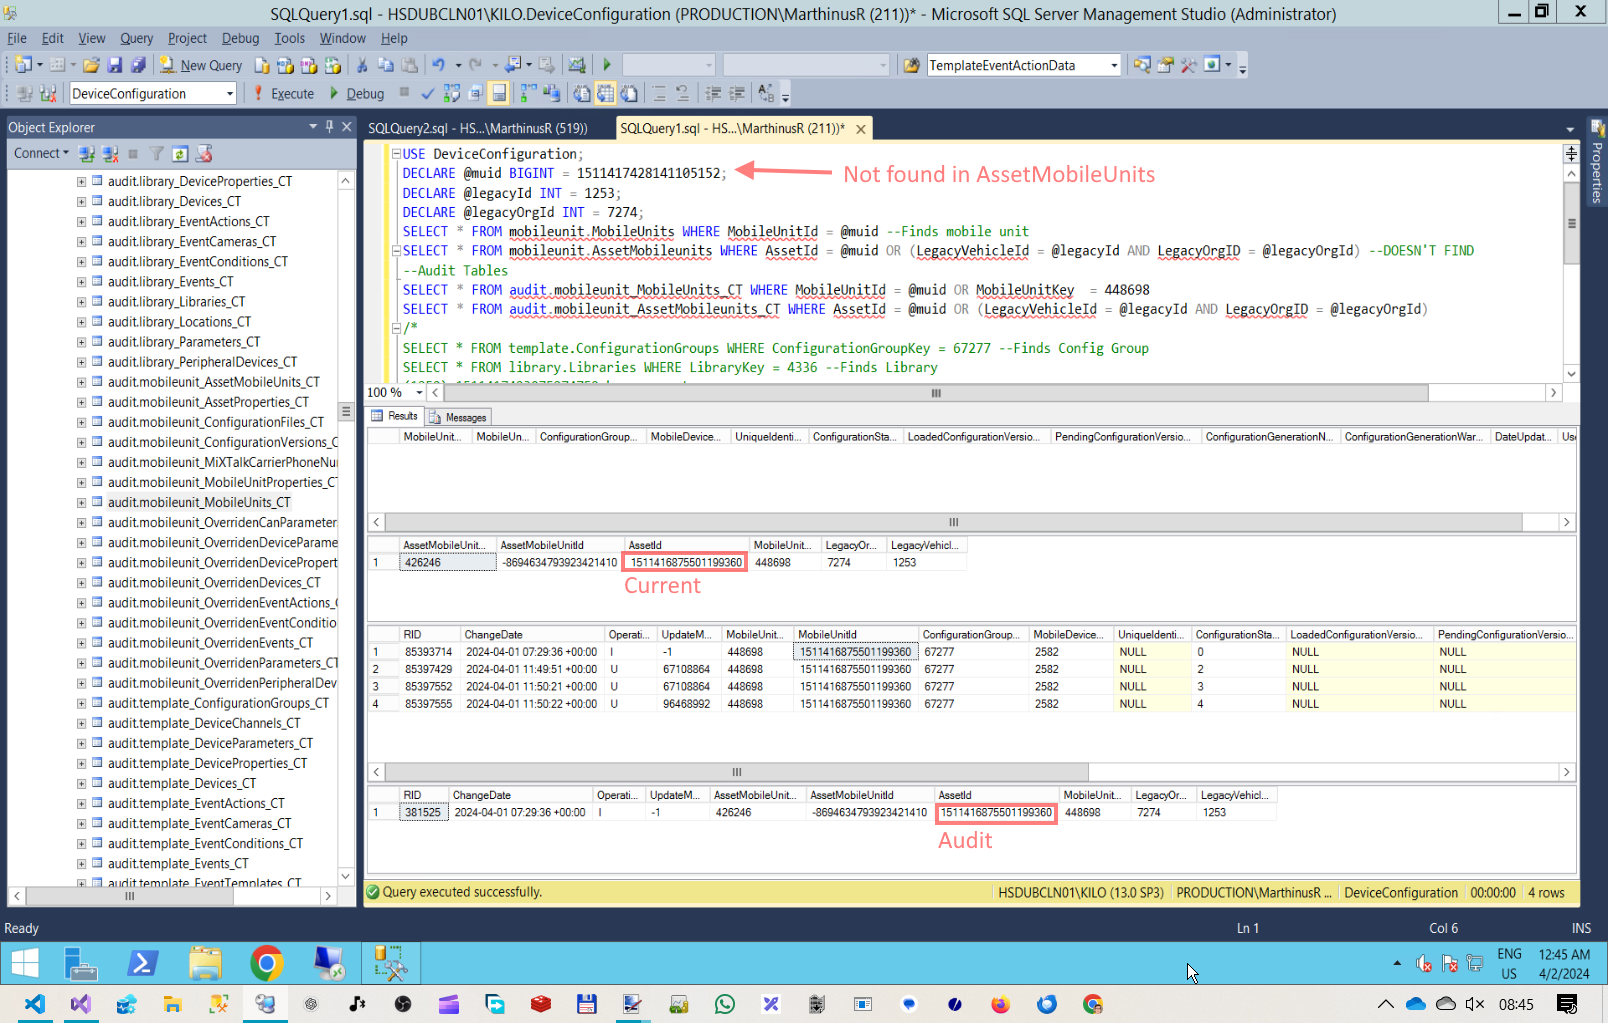 SQLQuery1.sql - HSDUBCLN01\KILO.DeviceConfiguration (PRODUCTION\MarthinusR (211))* - Microsoft SQL Server Management Studio (Administrator)
File Edit View Query Project Debug Tools Window Help
New Query TemplateEventActionData
DeviceConfiguration Execute Debug
Object Explorer
Connect
audit.library_DeviceProperties_CT
audit.library_Devices_CT
audit.library_EventActions_CT
audit.library_EventCameras_CT
audit.library_EventConditions_CT
audit.library_Events_CT
audit.library_Libraries_CT
audit.library_Locations_CT
audit.library_Parameters_CT
audit.library_PeripheralDevices_CT
audit.mobileunit_AssetMobileUnits_CT
audit.mobileunit_AssetProperties_CT
audit.mobileunit_ConfigurationFiles_CT
audit.mobileunit_ConfigurationVersions_C
audit.mobileunit_MiXTalkCarrierPhoneNu
audit.mobileunit_MobileUnitProperties_CT
audit.mobileunit_MobileUnits_CT
audit.mobileunit_OverridenCanParameter
audit.mobileunit_OverridenDeviceParame
audit.mobileunit_OverridenDevicePropert
audit.mobileunit_OverridenDevices_CT
audit.mobileunit_OverridenEventActions_
audit.mobileunit_OverridenEventConditio
audit.mobileunit_OverridenEvents_CT
audit.mobileunit_OverridenParameters_CT
audit.mobileunit_OverridenPeripheralDev
audit.template_ConfigurationGroups_CT
audit.template_DeviceChannels_CT
audit.template_DeviceParameters_CT
audit.template_DeviceProperties_CT
audit.template_Devices_CT
audit.template_EventActions_CT
audit.template_EventCameras_CT
audit.template_EventConditions_CT
audit.template_Events_CT
audit.template_EventTemplates_CT
SQLQuery2.sql - HS...\MarthinusR (519)) SQLQuery1.sql - HS...\MarthinusR (211))*
Properties
USE DeviceConfiguration;
DECLARE @muid BIGINT = 1511417428141105152;
Not found in AssetMobileUnits
DECLARE @legacyId INT = 1253;
DECLARE @legacyOrgId INT = 7274;
SELECT * FROM mobileunit.MobileUnits WHERE MobileUnitId = @muid --Finds mobile unit
SELECT * FROM mobileunit.AssetMobileunits WHERE AssetId = @muid OR (LegacyVehicleId = @legacyId AND LegacyOrgID = @legacyOrgId) --DOESN'T FIND
--Audit Tables
SELECT * FROM audit.mobileunit_MobileUnits_CT WHERE MobileUnitId = @muid OR MobileUnitKey = 448698
SELECT * FROM audit.mobileunit_AssetMobileunits_CT WHERE AssetId = @muid OR (LegacyVehicleId = @legacyId AND LegacyOrgID = @legacyOrgId)
/*
SELECT * FROM template.ConfigurationGroups WHERE ConfigurationGroupKey = 67277 --Finds Config Group
SELECT * FROM library.Libraries WHERE LibraryKey = 4336 --Finds Library
100 %
Results Messages
MobileUnit... MobileUn... ConfigurationGroup... MobileDevice... UniqueIdenti... ConfigurationSta... LoadedConfigurationVersio... PendingConfigurationVersio... ConfigurationGenerationN... ConfigurationGenerationWar... DateUpdat... Us
AssetMobileUnit... AssetMobileUnitId AssetId MobileUnit... LegacyOr... LegacyVehicl...
1 426246 -8694634793923421410 1511416875501199360 448698 7274 1253
Current
RID ChangeDate Operati... UpdateM... MobileUnit... MobileUnitId ConfigurationGroup... MobileDevice... UniqueIdenti... ConfigurationSta... LoadedConfigurationVersio... PendingConfigurationVersio...
1 85393714 2024-04-01 07:29:36 +00:00 I -1 448698 1511416875501199360 67277 2582 NULL 0 NULL NULL
2 85397429 2024-04-01 11:49:51 +00:00 U 67108864 448698 1511416875501199360 67277 2582 NULL 2 NULL NULL
3 85397552 2024-04-01 11:50:21 +00:00 U 67108864 448698 1511416875501199360 67277 2582 NULL 3 NULL NULL
4 85397555 2024-04-01 11:50:22 +00:00 U 96468992 448698 1511416875501199360 67277 2582 NULL 4 NULL NULL
RID ChangeDate Operati... UpdateM... AssetMobileUnit... AssetMobileUnitId AssetId MobileUnit... LegacyOr... LegacyVehicl...
1 381525 2024-04-01 07:29:36 +00:00 I -1 426246 -8694634793923421410 1511416875501199360 448698 7274 1253
Audit
Query executed successfully. HSDUBCLN01\KILO (13.0 SP3) PRODUCTION\MarthinusR ... DeviceConfiguration 00:00:00 4 rows
Ready Ln 1 Col 6 INS
ENG US 12:45 AM 4/2/2024
08:45